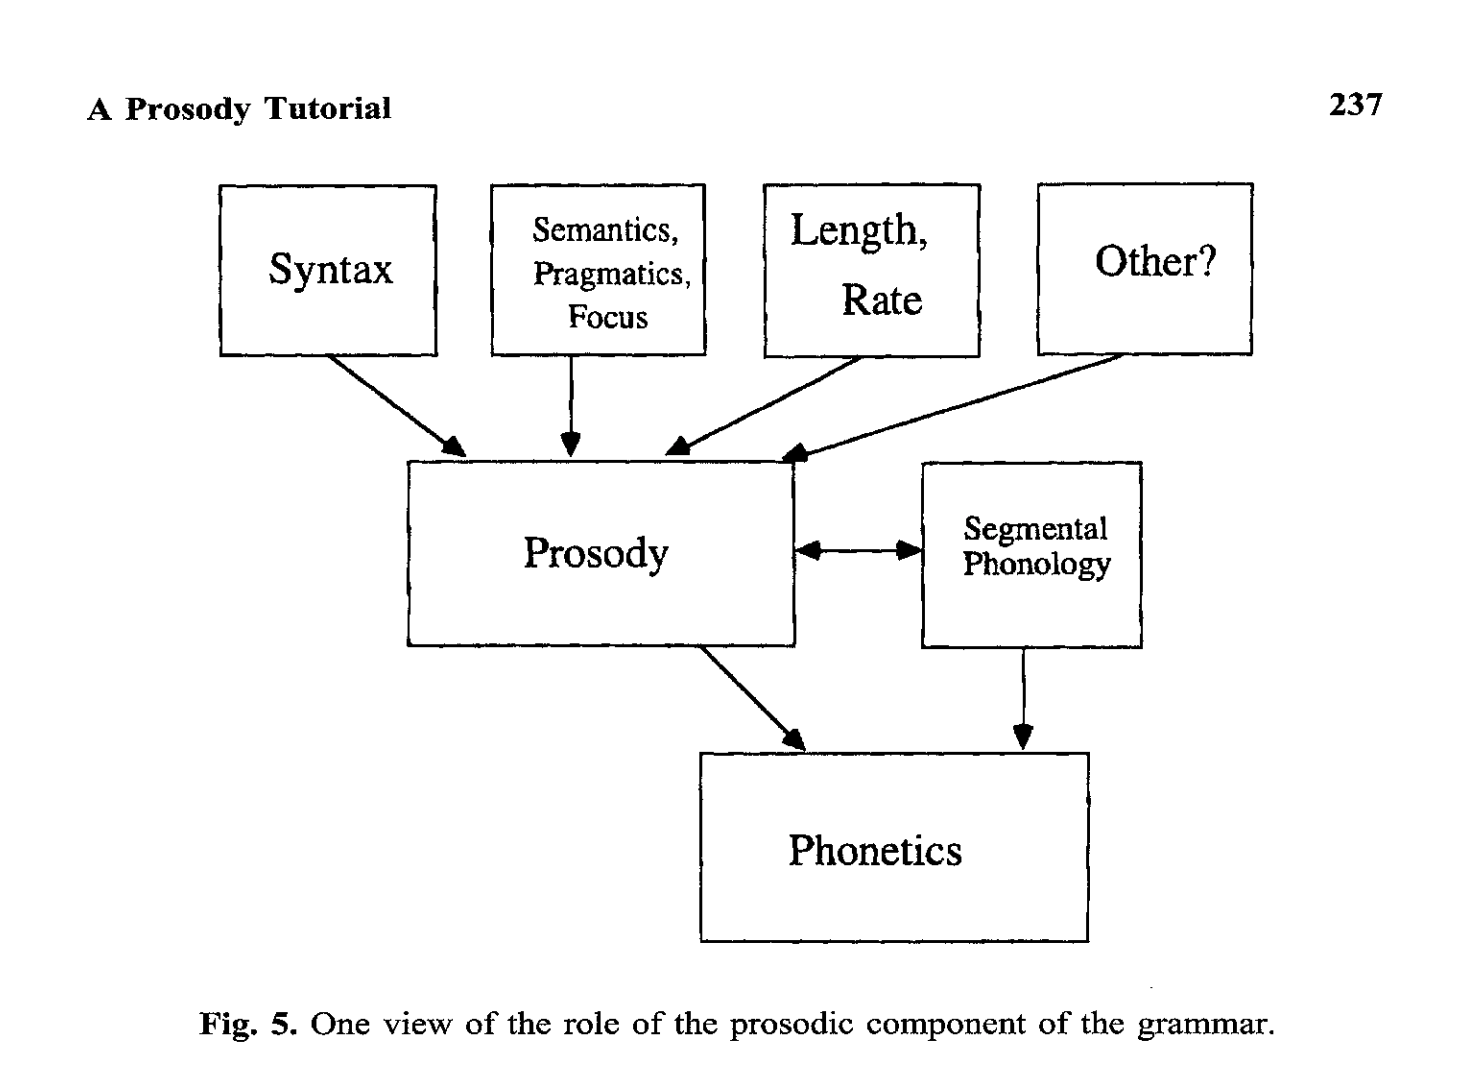 A Prosody Tutorial
237
Syntax
Semantics,
Pragmatics,
Focus
Length,
Rate
Other?
Prosody
Segmental
Phonology
Phonetics
Fig. 5. One view of the role of the prosodic component of the grammar.